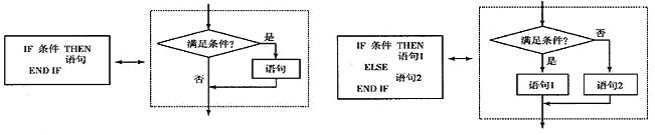 IF 条件 THEN
语句
END IF
满足条件?
是
语句
否
IF 条件 THEN
语句1
ELSE
语句2
END IF
满足条件?
否
是
语句1
语句2